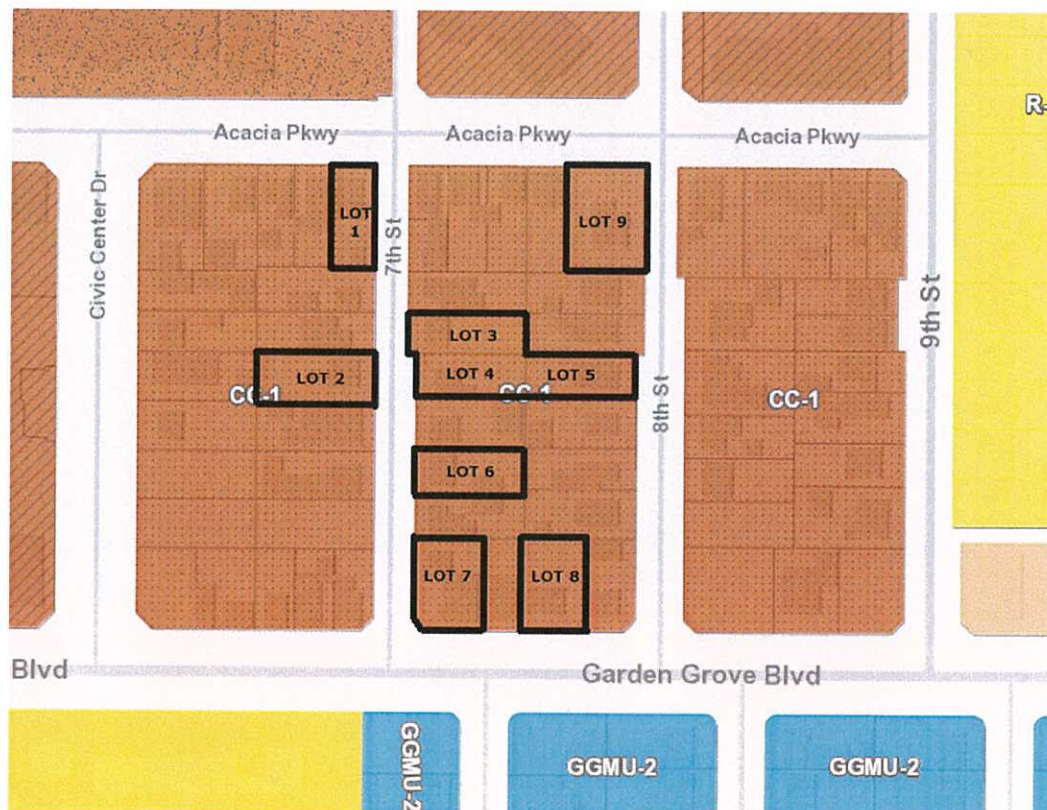 R-
Acacia Pkwy
Acacia Pkwy
Acacia Pkwy
Civic Center Dr
LOT
1
7th St
LOT 9
9th St
LOT 3
LOT 2
LOT 4
LOT 5
CC-1
CC-1
CC-1
8th St
LOT 6
LOT 7
LOT 8
Blvd
Garden Grove Blvd
GGMU-2
GGMU-2
GGMU-2